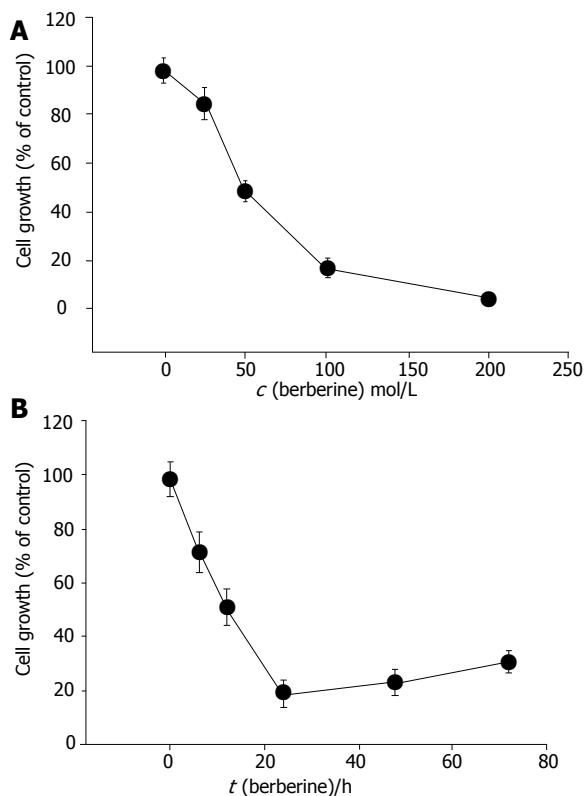 A
120
100
80
60
40
20
0
Cell growth (% of control)
0 50 100 150 200 250
c (berberine) mol/L
B
120
100
80
60
40
20
0
Cell growth (% of control)
0 20 40 60 80
t (berberine)/h